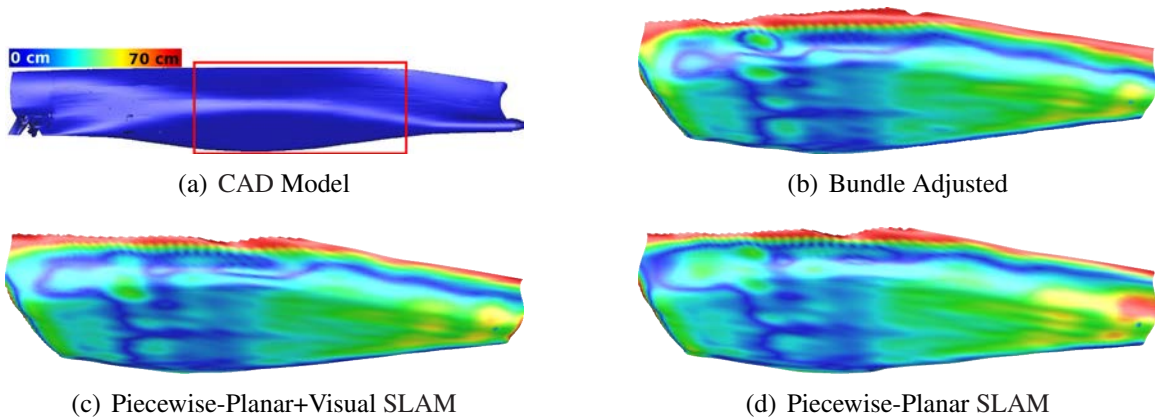 0 cm 70 cm
(a) CAD Model
(b) Bundle Adjusted
(c) Piecewise-Planar+Visual SLAM
(d) Piecewise-Planar SLAM